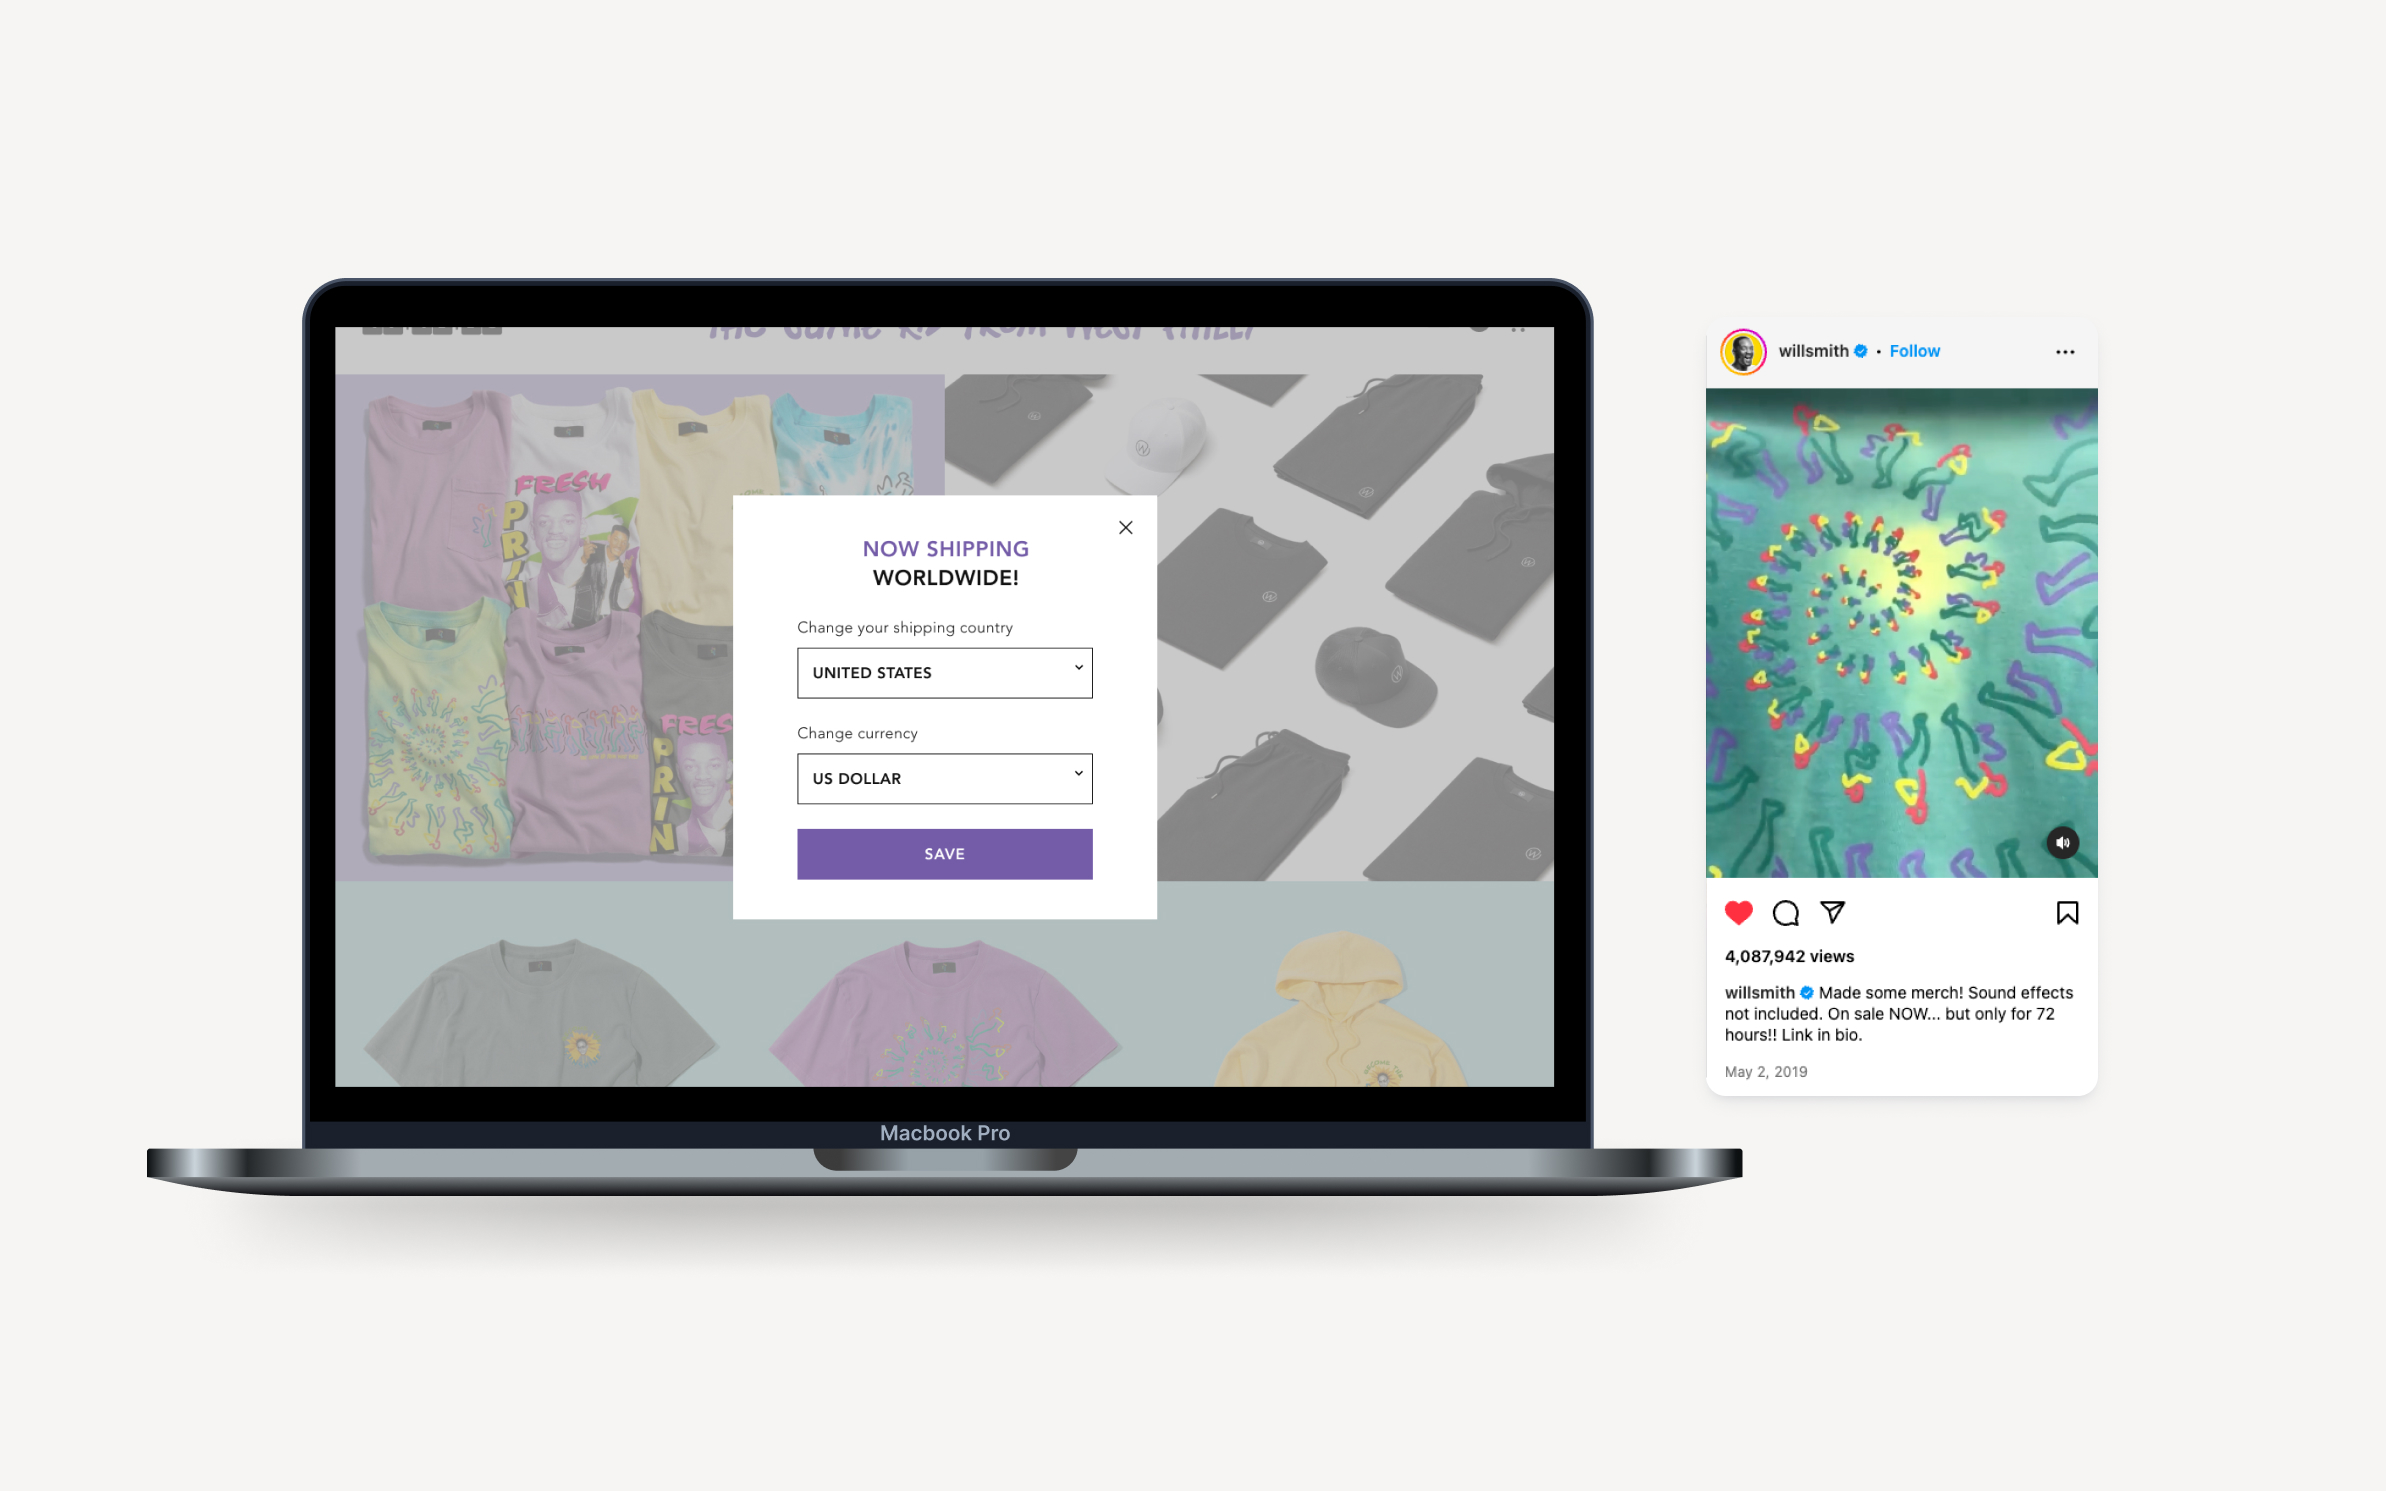 FRESH
PRIN
FRES
PRIN
NOW SHIPPING
WORLDWIDE!
Change your shipping country
UNITED STATES
Change currency
US DOLLAR
SAVE
Macbook Pro
willsmith • Follow
4,087,942 views
willsmith Made some merch! Sound effects
not included. On sale NOW... but only for 72
hours!! Link in bio.
May 2, 2019